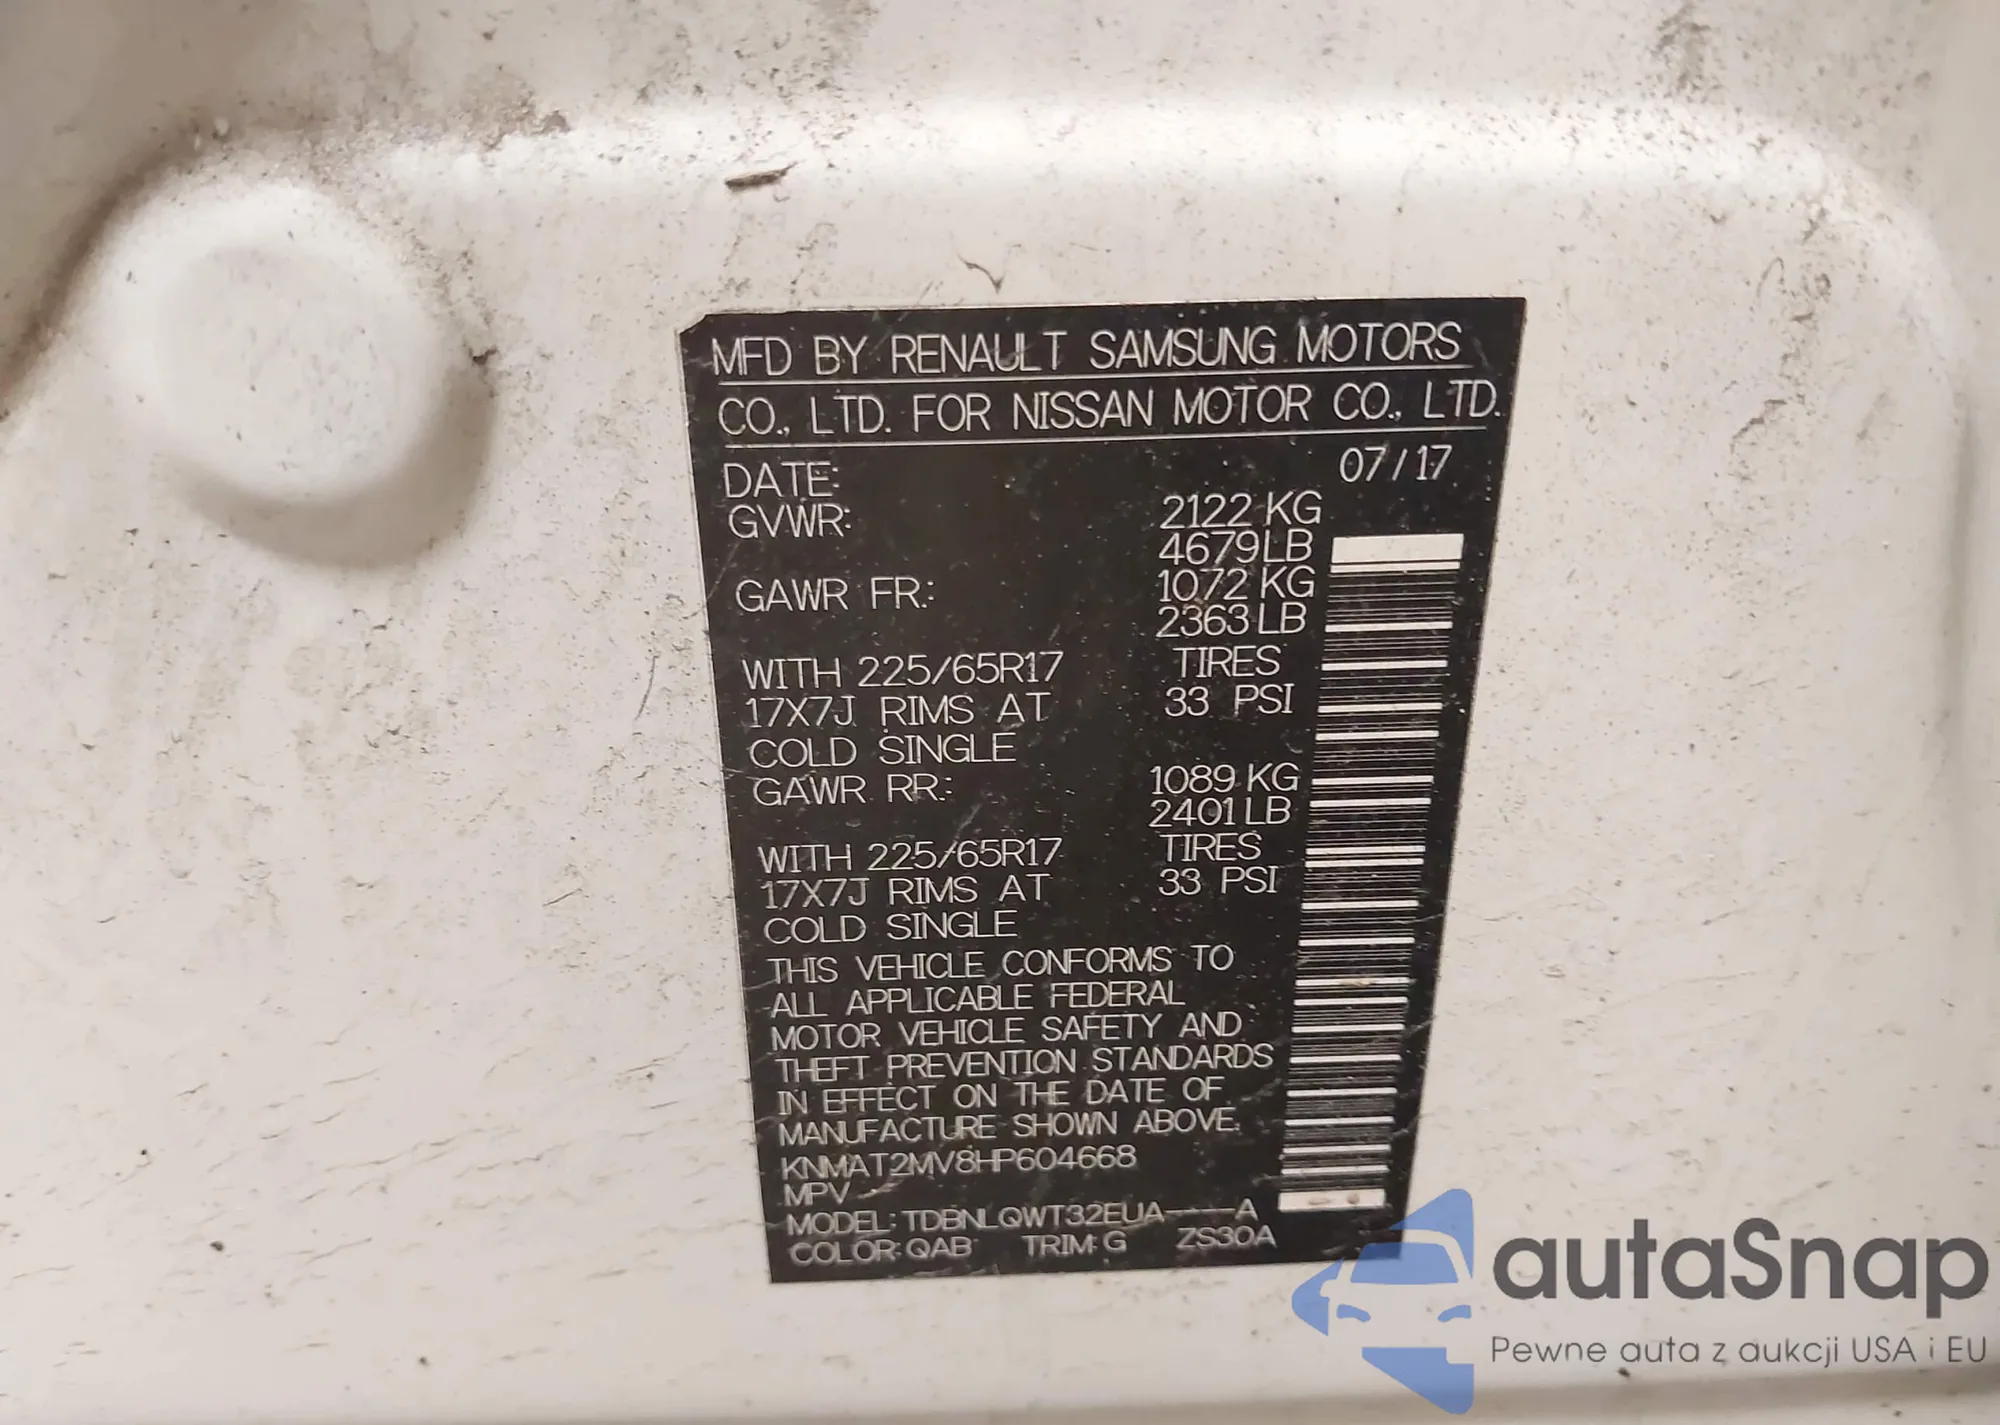 MFD BY RENAULT SAMSUNG MOTORS
CO., LTD. FOR NISSAN MOTOR CO., LTD.
DATE: 07/17
GVWR: 2122 KG
4679LB
GAWR FR.: 1072 KG
2363LB
WITH 225/65R17 TIRES
17X7J RIMS AT 33 PSI
COLD SINGLE
GAWR RR.: 1089 KG
2401LB
WITH 225/65R17 TIRES
17X7J RIMS AT 33 PSI
COLD SINGLE
THIS VEHICLE CONFORMS TO
ALL APPLICABLE FEDERAL
MOTOR VEHICLE SAFETY AND
THEFT PREVENTION STANDARDS
IN EFFECT ON THE DATE OF
MANUFACTURE SHOWN ABOVE.
KNMAT2MV8HP604668
MPV
MODEL: TDBNLQWT32EUA----A
COLOR: QAB TRIM: G ZS30A
autaSnap
Pewne auta z aukcji USA i EU